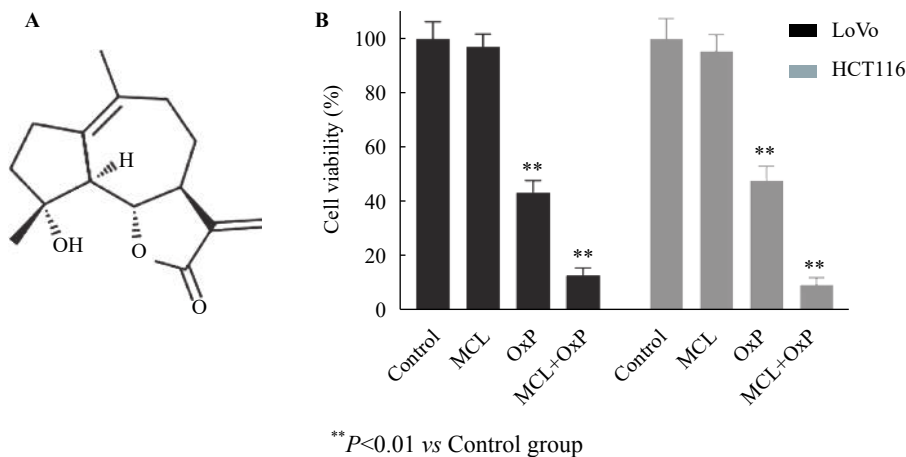 A
H
OH
O
O
B
Cell viability (%)
100
80
60
40
20
0
**
**
**
**
Control
MCL
OxP
MCL+OxP
Control
MCL
OxP
MCL+OxP
LoVo
HCT116
**P<0.01 vs Control group